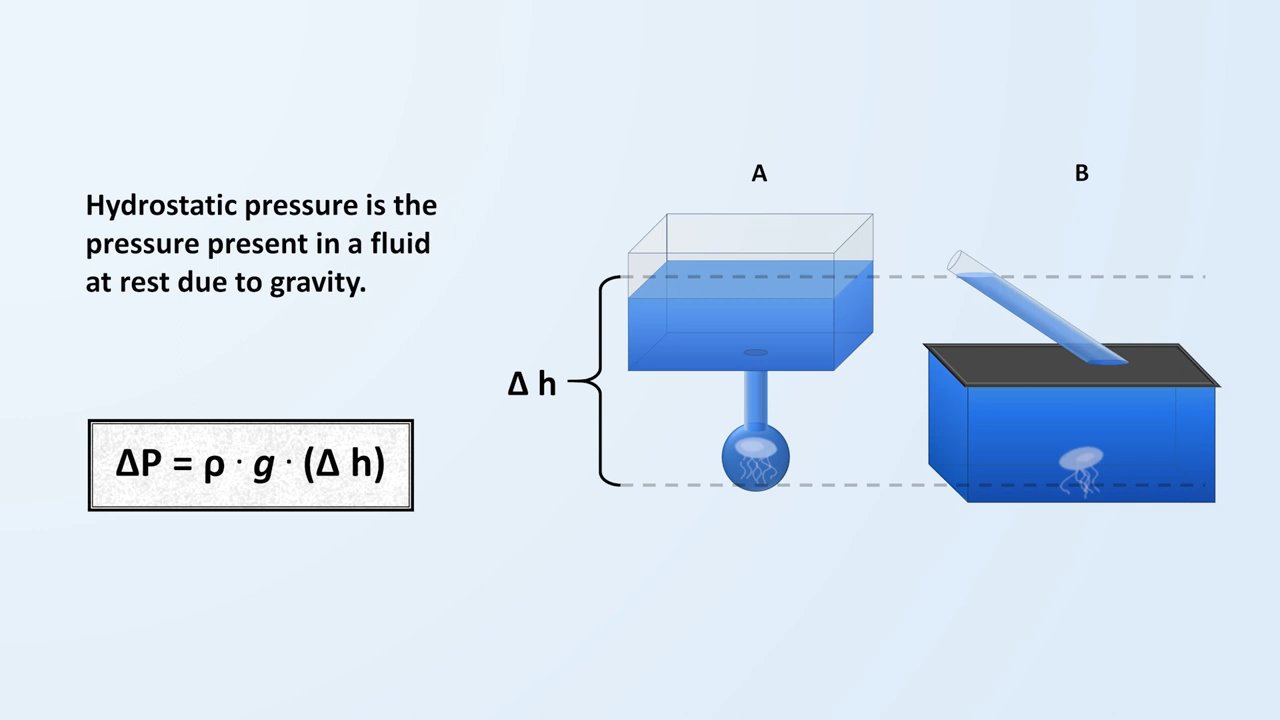 Hydrostatic pressure is the
pressure present in a fluid
at rest due to gravity.
ΔP = ρ · g · (Δ h)
A
B
Δ h